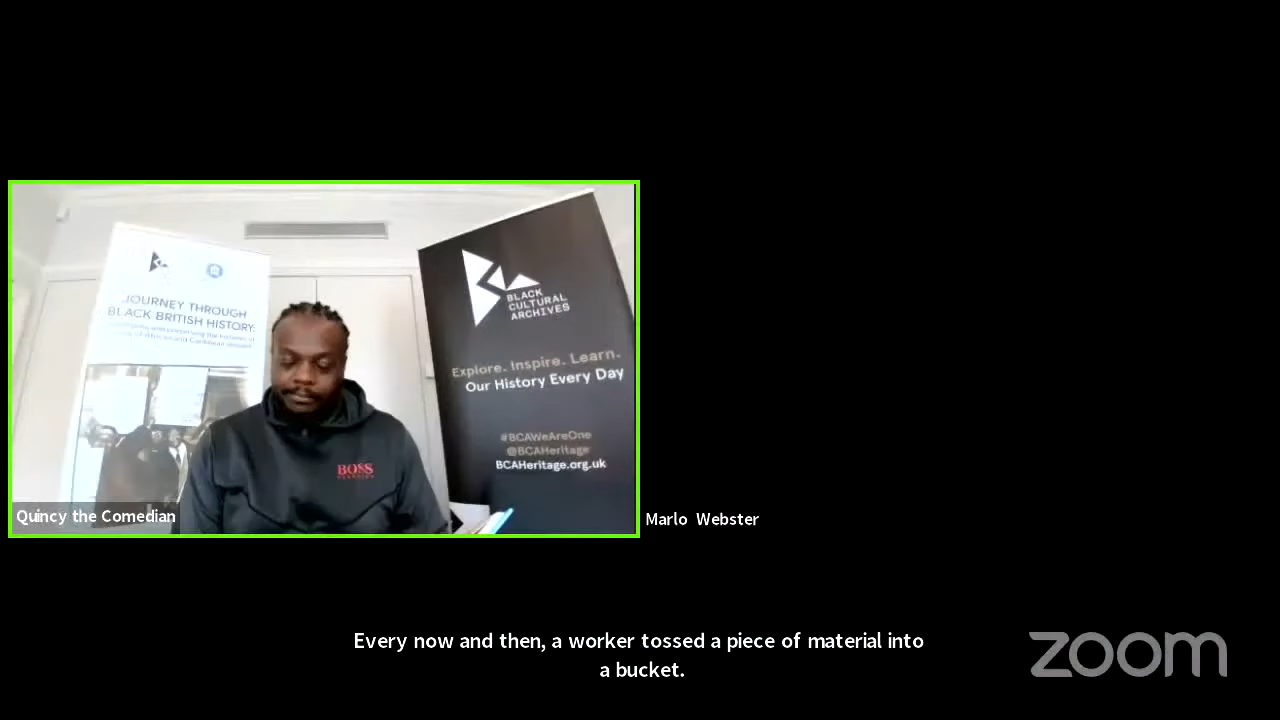 JOURNEY THROUGH
BLACK BRITISH HISTORY:
BLACK
CULTURAL
ARCHIVES
Explore. Inspire. Learn.
Our History Every Day
#BCAWeAreOne
@BCAHeritage
BCAHeritage.org.uk
BOSS
Quincy the Comedian
Marlo Webster
Every now and then, a worker tossed a piece of material into
a bucket.
zoom